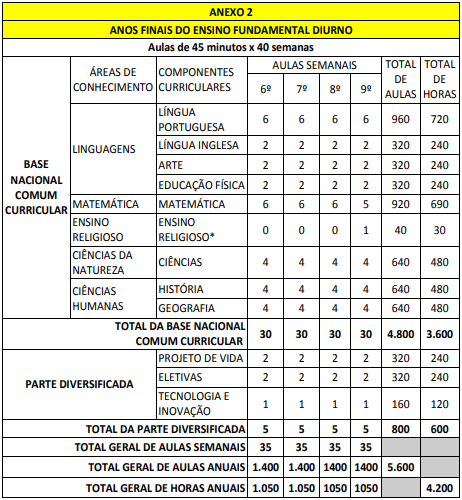 ANEXO 2
ANOS FINAIS DO ENSINO FUNDAMENTAL DIURNO
Aulas de 45 minutos x 40 semanas
BASE NACIONAL COMUM CURRICULAR
ÁREAS DE CONHECIMENTO
COMPONENTES CURRICULARES
AULAS SEMANAIS
TOTAL DE AULAS
TOTAL DE HORAS
6º 7º 8º 9º
LINGUAGENS
LÍNGUA PORTUGUESA 6 6 6 6 960 720
LÍNGUA INGLESA 2 2 2 2 320 240
ARTE 2 2 2 2 320 240
EDUCAÇÃO FÍSICA 2 2 2 2 320 240
MATEMÁTICA MATEMÁTICA 6 6 6 5 920 690
ENSINO RELIGIOSO ENSINO RELIGIOSO* 0 0 0 1 40 30
CIÊNCIAS DA NATUREZA CIÊNCIAS 4 4 4 4 640 480
CIÊNCIAS HUMANAS
HISTÓRIA 4 4 4 4 640 480
GEOGRAFIA 4 4 4 4 640 480
TOTAL DA BASE NACIONAL COMUM CURRICULAR 30 30 30 30 4.800 3.600
PARTE DIVERSIFICADA
PROJETO DE VIDA 2 2 2 2 320 240
ELETIVAS 2 2 2 2 320 240
TECNOLOGIA E INOVAÇÃO 1 1 1 1 160 120
TOTAL DA PARTE DIVERSIFICADA 5 5 5 5 800 600
TOTAL GERAL DE AULAS SEMANAIS 35 35 35 35
TOTAL GERAL DE AULAS ANUAIS 1.400 1.400 1400 1400 5.600
TOTAL GERAL DE HORAS ANUAIS 1.050 1.050 1050 1050 4.200